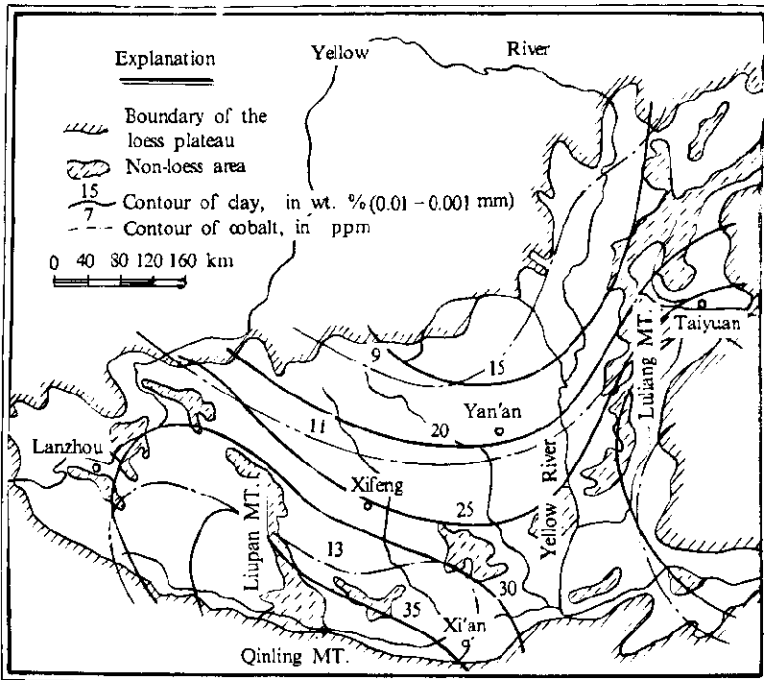 Yellow River
Explanation
Boundary of the
loess plateau
Non-loess area
15
Contour of clay, in wt. % (0.01 - 0.001 mm)
7
Contour of cobalt, in ppm
0 40 80 120 160 km
Taiyuan
Luliang MT.
9
15
Yan'an
11
20
Lanzhou
Xifeng
25
Yellow River
Liupan MT.
13
30
35
Xi'an
Qinling MT.